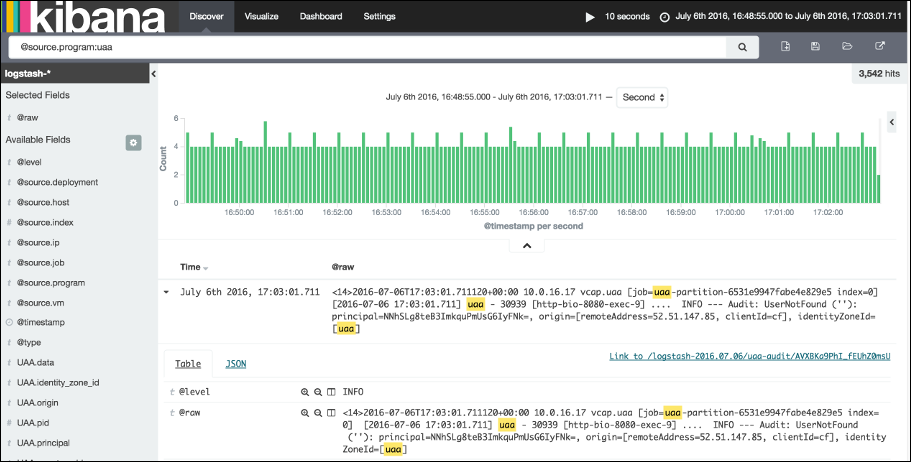 kibana Discover Visualize Dashboard Settings 10 seconds July 6th 2016, 16:48:55.000 to July 6th 2016, 17:03:01.711
@source.program:uaa
logstash-*
3,542 hits
Selected Fields
t @raw
Available Fields
t @level
t @source.deployment
t @source.host
# @source.index
t @source.ip
t @source.job
t @source.program
t @source.vm
@timestamp
t @type
UAA.data
t UAA.identity_zone_id
t UAA.origin
# UAA.pid
t UAA.principal
July 6th 2016, 16:48:55.000 - July 6th 2016, 17:03:01.711 — Second
Count
6
4
2
0
16:50:00 16:51:00 16:52:00 16:53:00 16:54:00 16:55:00 16:56:00 16:57:00 16:58:00 16:59:00 17:00:00 17:01:00 17:02:00
@timestamp per second
Time @raw
July 6th 2016, 17:03:01.711 <14>2016-07-06T17:03:01.711120+00:00 10.0.16.17 vcap.uaa [job=uaa-partition-6531e9947fabe4e829e5 index=0]
[2016-07-06 17:03:01.711] uaa - 30939 [http-bio-8080-exec-9] .... INFO --- Audit: UserNotFound (''):
principal=NNhSLg8teB3ImkquPmUsG6IyFNk=, origin=[remoteAddress=52.51.147.85, clientId=cf], identityZoneId=
[uaa]
Table JSON Link to /logstash-2016.07.06/uaa-audit/AVXBKa9PhI_fEUhZ0msU
t @level INFO
t @raw <14>2016-07-06T17:03:01.711120+00:00 10.0.16.17 vcap.uaa [job=uaa-partition-6531e9947fabe4e829e5 index=
0] [2016-07-06 17:03:01.711] uaa - 30939 [http-bio-8080-exec-9] .... INFO --- Audit: UserNotFound
(''): principal=NNhSLg8teB3ImkquPmUsG6IyFNk=, origin=[remoteAddress=52.51.147.85, clientId=cf], identity
ZoneId=[uaa]